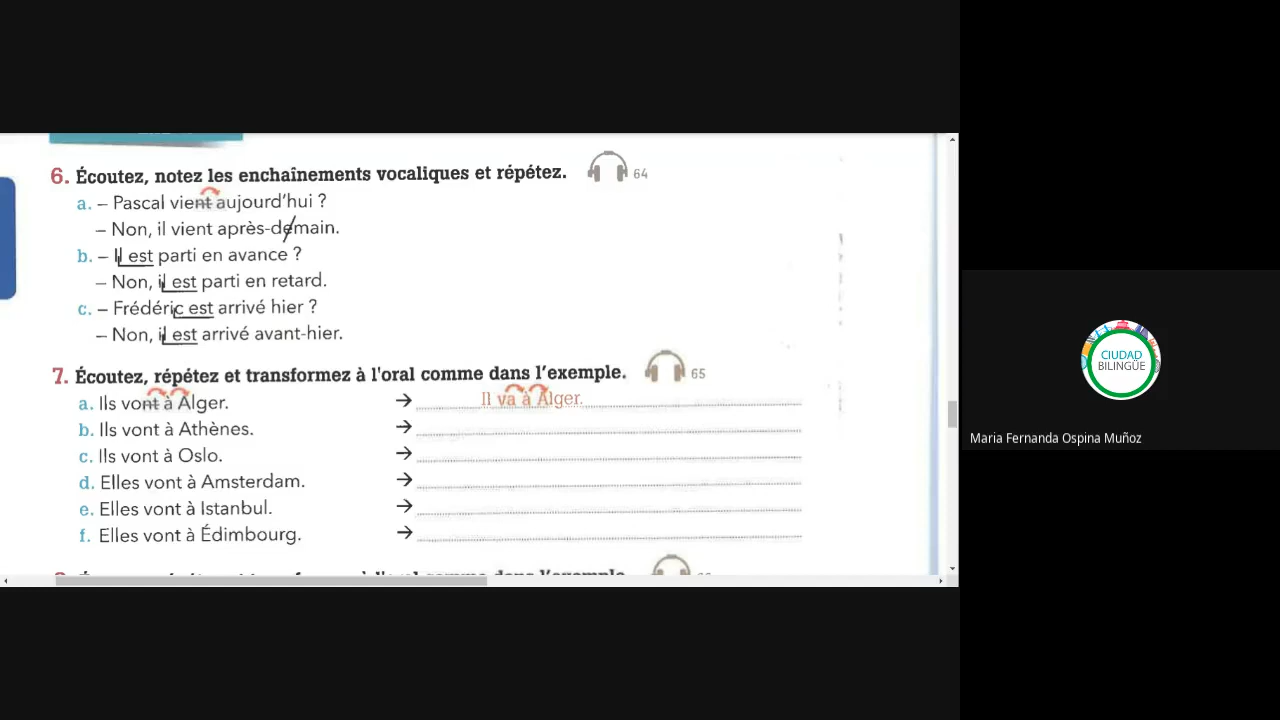 6. Écoutez, notez les enchaînements vocaliques et répétez. 64
a. – Pascal vient aujourd'hui ?
– Non, il vient après-demain.
b. – Il est parti en avance ?
– Non, il est parti en retard.
c. – Frédéric est arrivé hier ?
– Non, il est arrivé avant-hier.
7. Écoutez, répétez et transformez à l'oral comme dans l'exemple. 65
a. Ils vont à Alger. → Il va à Alger.
b. Ils vont à Athènes. →
c. Ils vont à Oslo. →
d. Elles vont à Amsterdam. →
e. Elles vont à Istanbul. →
f. Elles vont à Édimbourg. →
CIUDAD
BILINGÜE
Maria Fernanda Ospina Muñoz